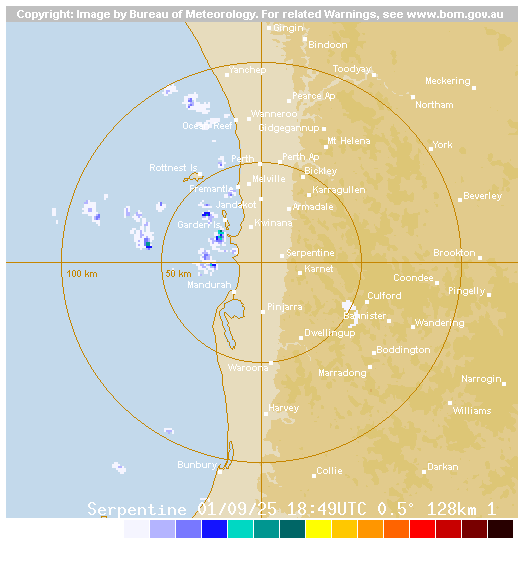 Copyright: Image by Bureau of Meteorology. For related Warnings, see www.bom.gov.au
Gingin
Bindoon
Yanchep
Toodyay
Meckering
Pearce Ap
Northam
Wanneroo
Ocean Reef
Gidgegannup
Mt Helena
York
Perth
Perth Ap
Rottnest Is
Bickley
Melville
Fremantle
Karragullen
Beverley
Jandakot
Armadale
Garden Is
Kwinana
Serpentine
Brookton
100 km
50 km
Karnet
Coondee
Mandurah
Pingelly
Culford
Pinjarra
Bannister
Wandering
Dwellingup
Boddington
Waroona
Marradong
Narrogin
Harvey
Williams
Bunbury
Collie
Darkan
Serpentine 01/09/25 18:49UTC 0.5° 128km 1